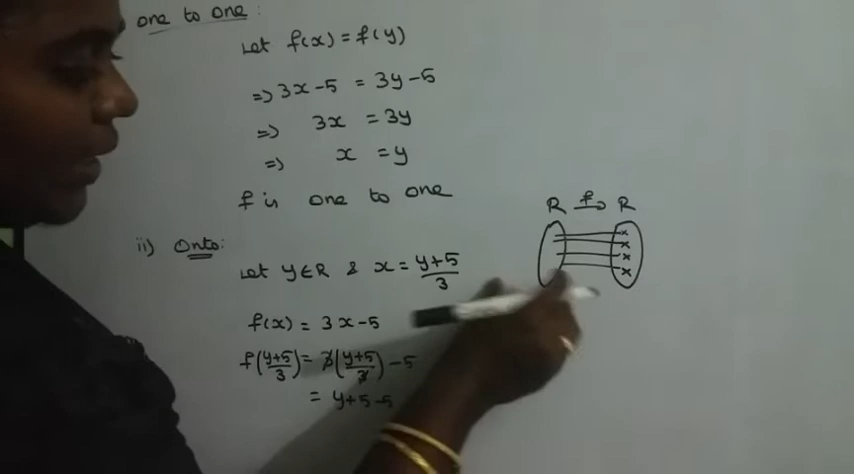 one to one :
Let f(x) = f(y)
=> 3x - 5 = 3y - 5
=> 3x = 3y
=> x = y
f is one to one
R f→ R
ii) Onto:
Let y ∈ R & x = y+5/3
f(x) = 3x - 5
f(y+5/3) = 3(y+5/3) - 5
= y+5-5